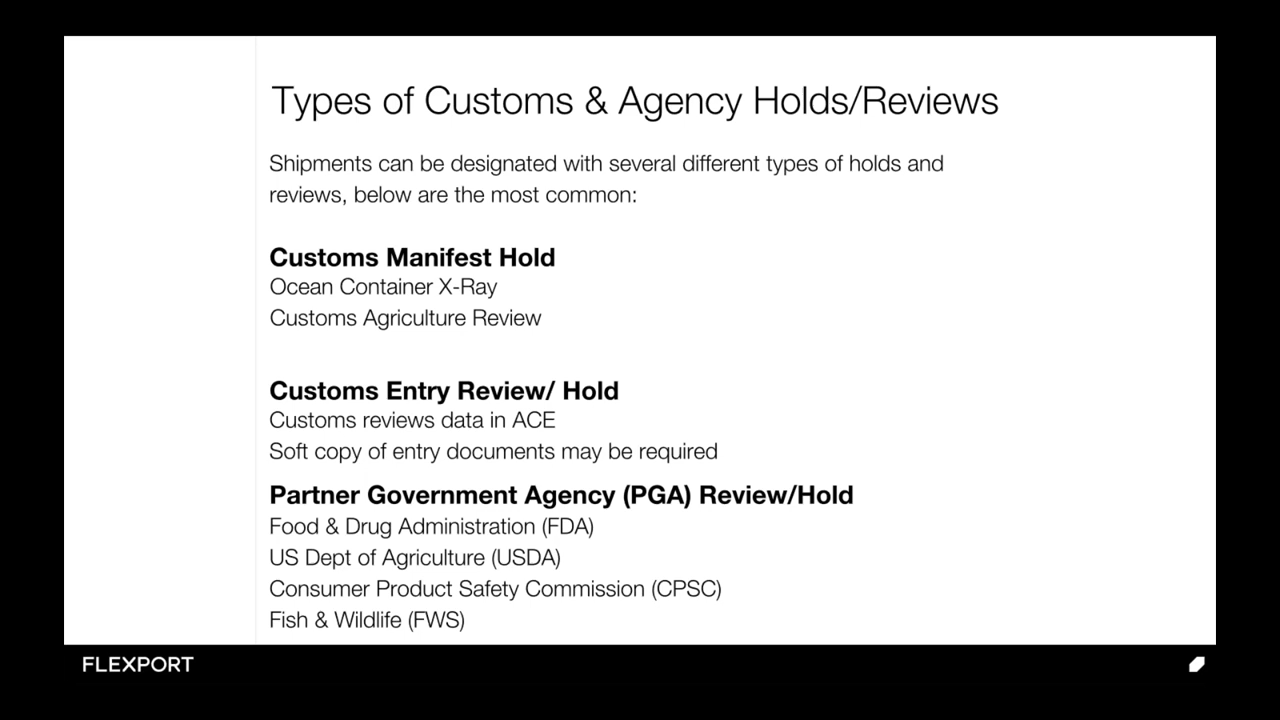 Types of Customs & Agency Holds/Reviews
Shipments can be designated with several different types of holds and
reviews, below are the most common:
Customs Manifest Hold
Ocean Container X-Ray
Customs Agriculture Review
Customs Entry Review/ Hold
Customs reviews data in ACE
Soft copy of entry documents may be required
Partner Government Agency (PGA) Review/Hold
Food & Drug Administration (FDA)
US Dept of Agriculture (USDA)
Consumer Product Safety Commission (CPSC)
Fish & Wildlife (FWS)
FLEXPORT